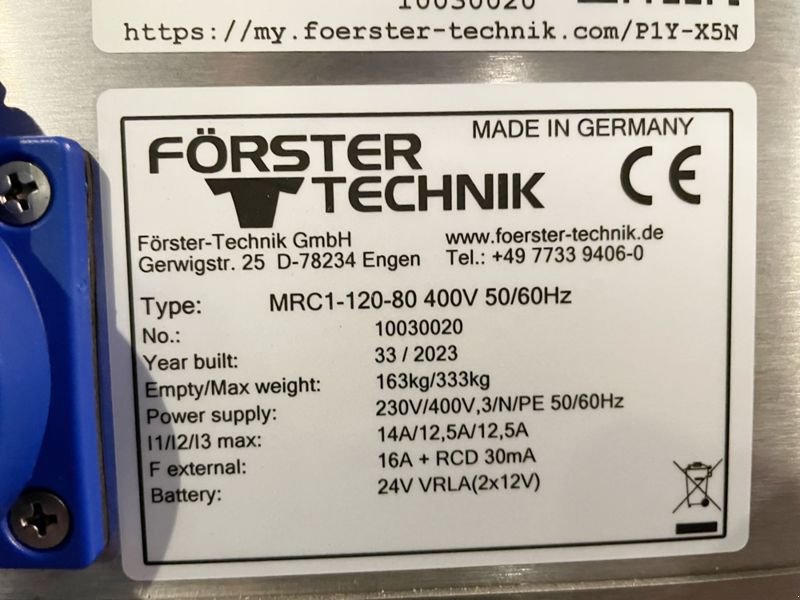 10030020
https://my.foerster-technik.com/P1Y-X5N
MADE IN GERMANY
FÖRSTER
TECHNIK
CE
Förster-Technik GmbH
Gerwigstr. 25 D-78234 Engen
www.foerster-technik.de
Tel.: +49 7733 9406-0
Type: MRC1-120-80 400V 50/60Hz
No.: 10030020
Year built: 33 / 2023
Empty/Max weight: 163kg/333kg
Power supply: 230V/400V,3/N/PE 50/60Hz
I1/I2/I3 max: 14A/12,5A/12,5A
F external: 16A + RCD 30mA
Battery: 24V VRLA(2x12V)